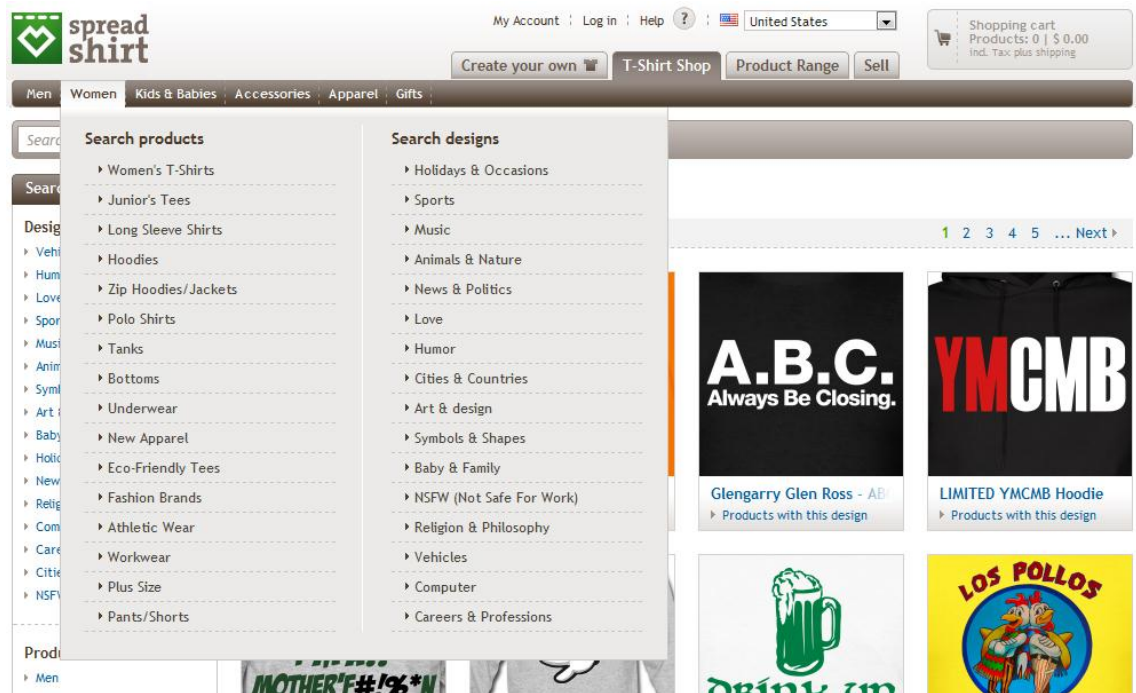 spread
shirt
My Account
Log in
Help
?
United States
Shopping cart
Products: 0 | $ 0.00
incl. Tax plus shipping
Create your own
T-Shirt Shop
Product Range
Sell
Men
Women
Kids & Babies
Accessories
Apparel
Gifts
Search products
Women's T-Shirts
Junior's Tees
Long Sleeve Shirts
Hoodies
Zip Hoodies/Jackets
Polo Shirts
Tanks
Bottoms
Underwear
New Apparel
Eco-Friendly Tees
Fashion Brands
Athletic Wear
Workwear
Plus Size
Pants/Shorts
Search designs
Holidays & Occasions
Sports
Music
Animals & Nature
News & Politics
Love
Humor
Cities & Countries
Art & design
Symbols & Shapes
Baby & Family
NSFW (Not Safe For Work)
Religion & Philosophy
Vehicles
Computer
Careers & Professions
1 2 3 4 5 ... Next
A.B.C.
Always Be Closing.
YMCMB
Glengarry Glen Ross - AB
Products with this design
LIMITED YMCMB Hoodie
Products with this design
MOTHER'F#!%*N
LOS POLLOS
Men